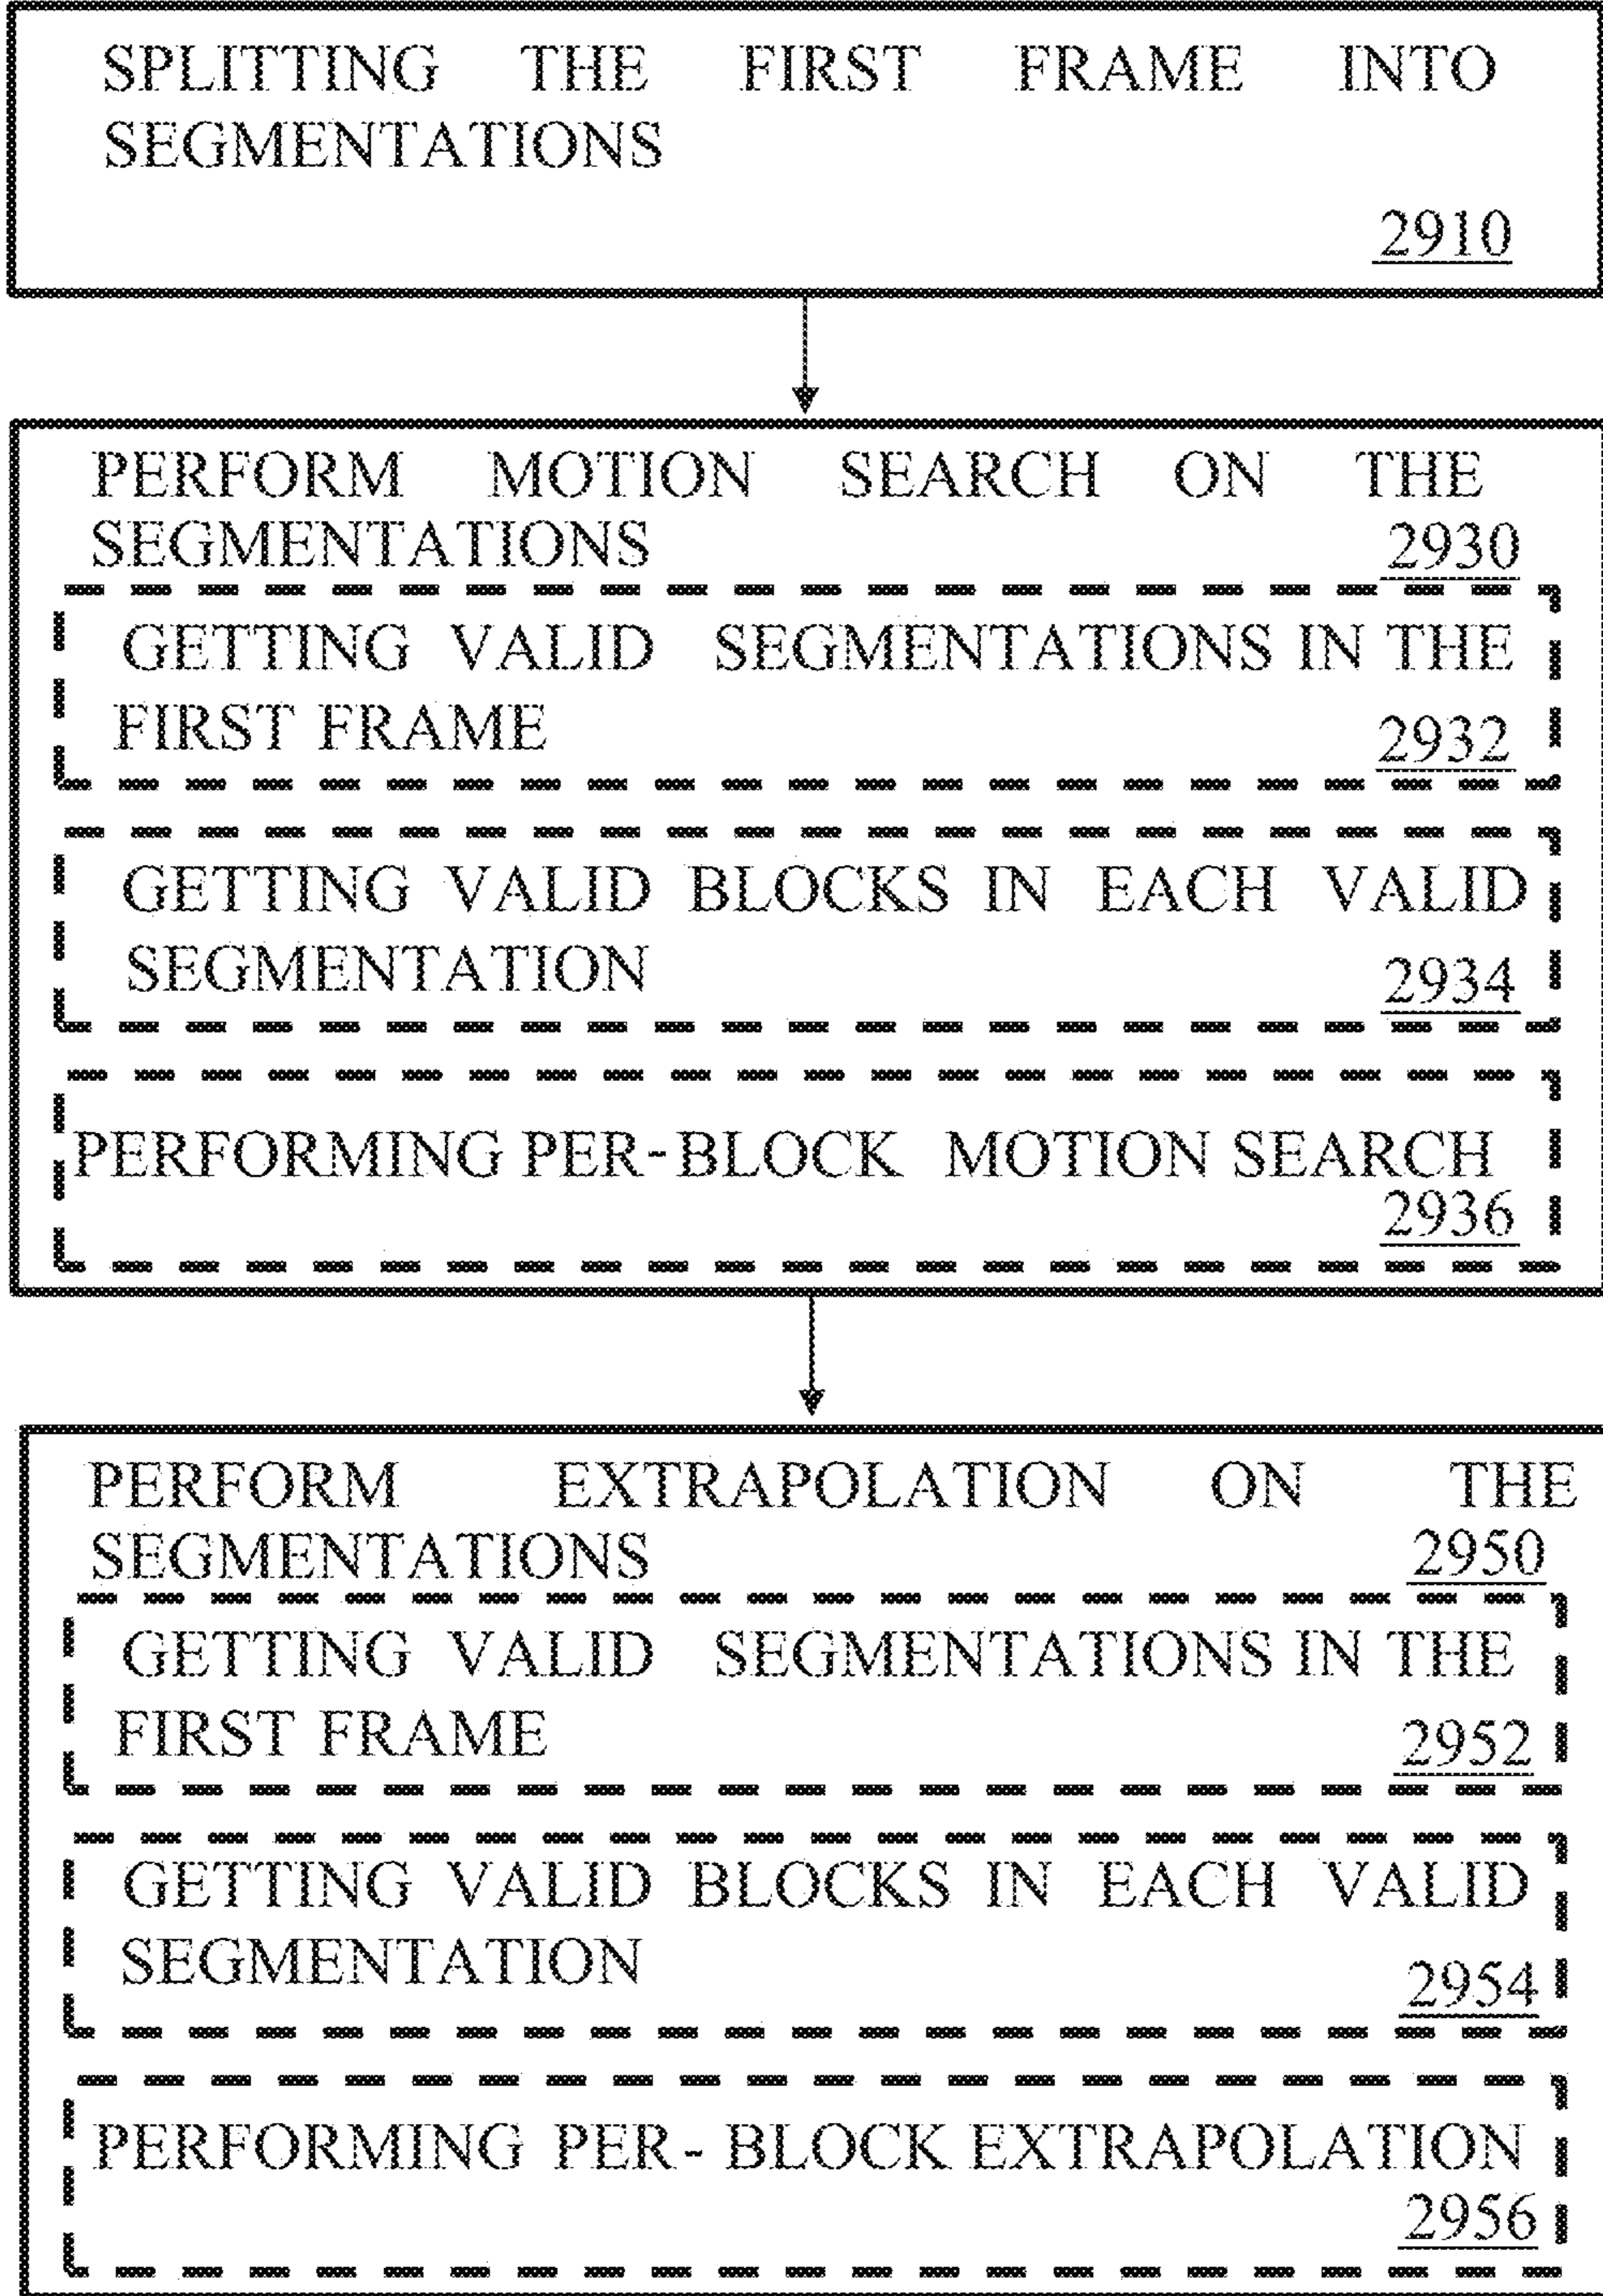 SPLITTING THE FIRST FRAME INTO
SEGMENTATIONS
2910
PERFORM MOTION SEARCH ON THE
SEGMENTATIONS 2930
GETTING VALID SEGMENTATIONS IN THE
FIRST FRAME 2932
GETTING VALID BLOCKS IN EACH VALID
SEGMENTATION 2934
PERFORMING PER-BLOCK MOTION SEARCH
2936
PERFORM EXTRAPOLATION ON THE
SEGMENTATIONS 2950
GETTING VALID SEGMENTATIONS IN THE
FIRST FRAME 2952
GETTING VALID BLOCKS IN EACH VALID
SEGMENTATION 2954
PERFORMING PER-BLOCK EXTRAPOLATION
2956